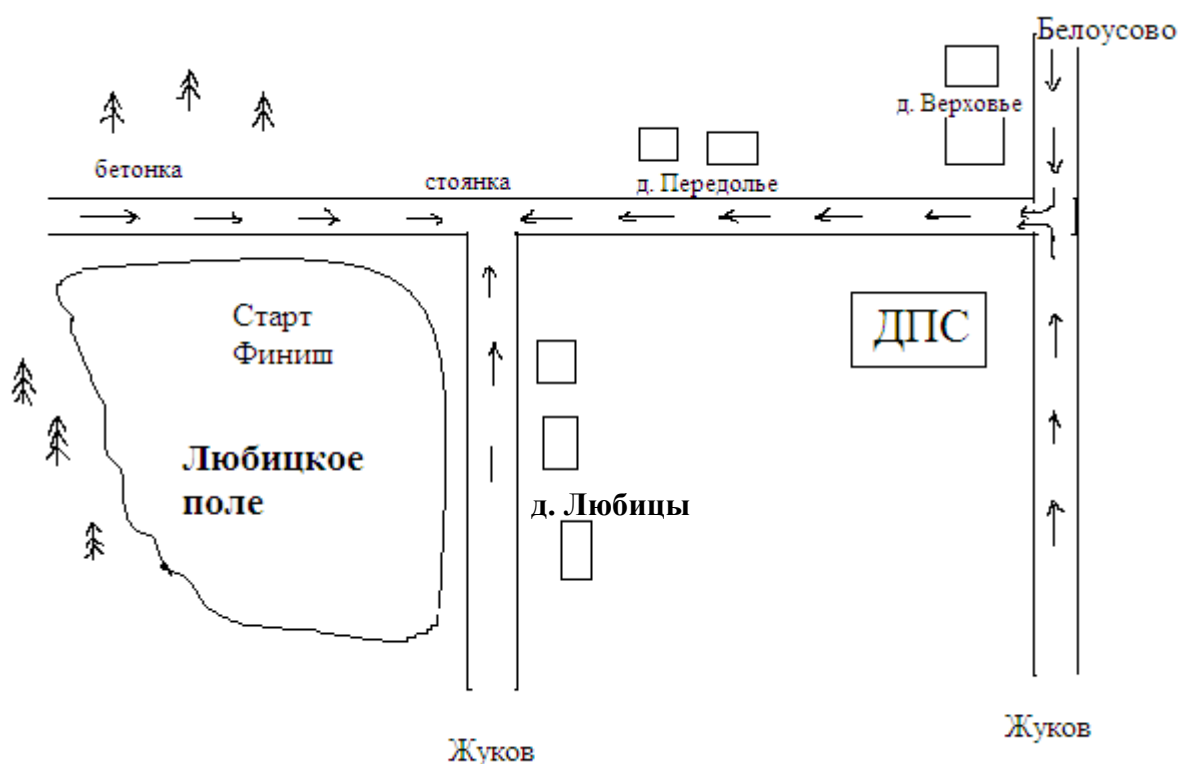 Белоусово
д. Верховье
бетонка
стоянка
д. Передолье
Старт
Финиш
ДПС
Любицкое
поле
д. Любицы
Жуков
Жуков